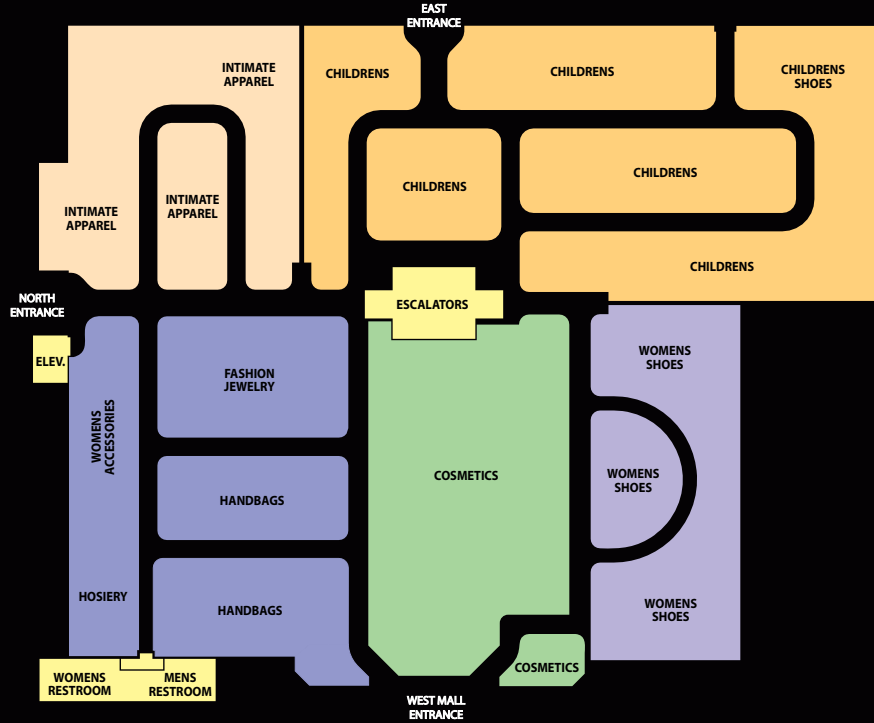 EAST
ENTRANCE
INTIMATE
APPAREL
CHILDRENS
CHILDRENS
CHILDRENS
SHOES
INTIMATE
APPAREL
INTIMATE
APPAREL
CHILDRENS
CHILDRENS
CHILDRENS
NORTH
ENTRANCE
ESCALATORS
ELEV.
WOMENS
ACCESSORIES
FASHION
JEWELRY
WOMENS
SHOES
COSMETICS
WOMENS
SHOES
HANDBAGS
HOSIERY
HANDBAGS
WOMENS
SHOES
WOMENS
RESTROOM
MENS
RESTROOM
COSMETICS
WEST MALL
ENTRANCE